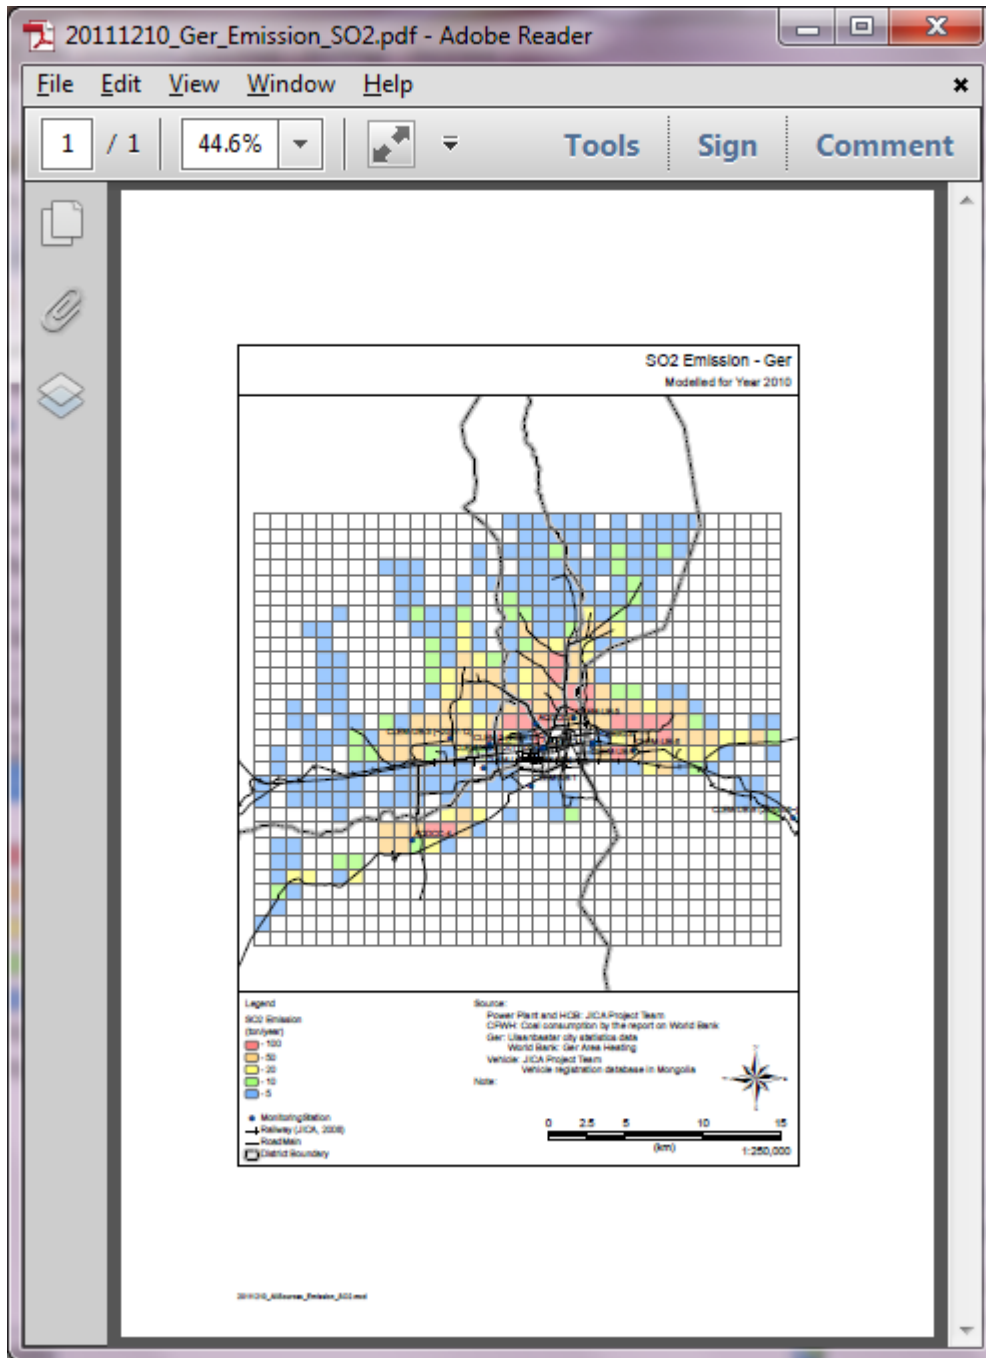 20111210_Ger_Emission_SO2.pdf - Adobe Reader
File Edit View Window Help
1 / 1 44.6% Tools Sign Comment
SO2 Emission - Ger
Modelled for Year 2010
Legend
SO2 Emission
(ton/year)
- 100
- 50
- 20
- 10
- 5
MonitoringStation
Railway (JICA, 2008)
RoadMain
District Boundary
Source:
Power Plant and HOB: JICA Project Team
CFWH: Coal consumption by the report on World Bank
Ger: Ulaanbaatar city statistics data
World Bank: Ger Area Heating
Vehicle: JICA Project Team
Vehicle registration database in Mongolia
Note:
0 2.5 5 10 15
(km)
1:250,000
20111210_AllSources_Emission_SO2.mxd